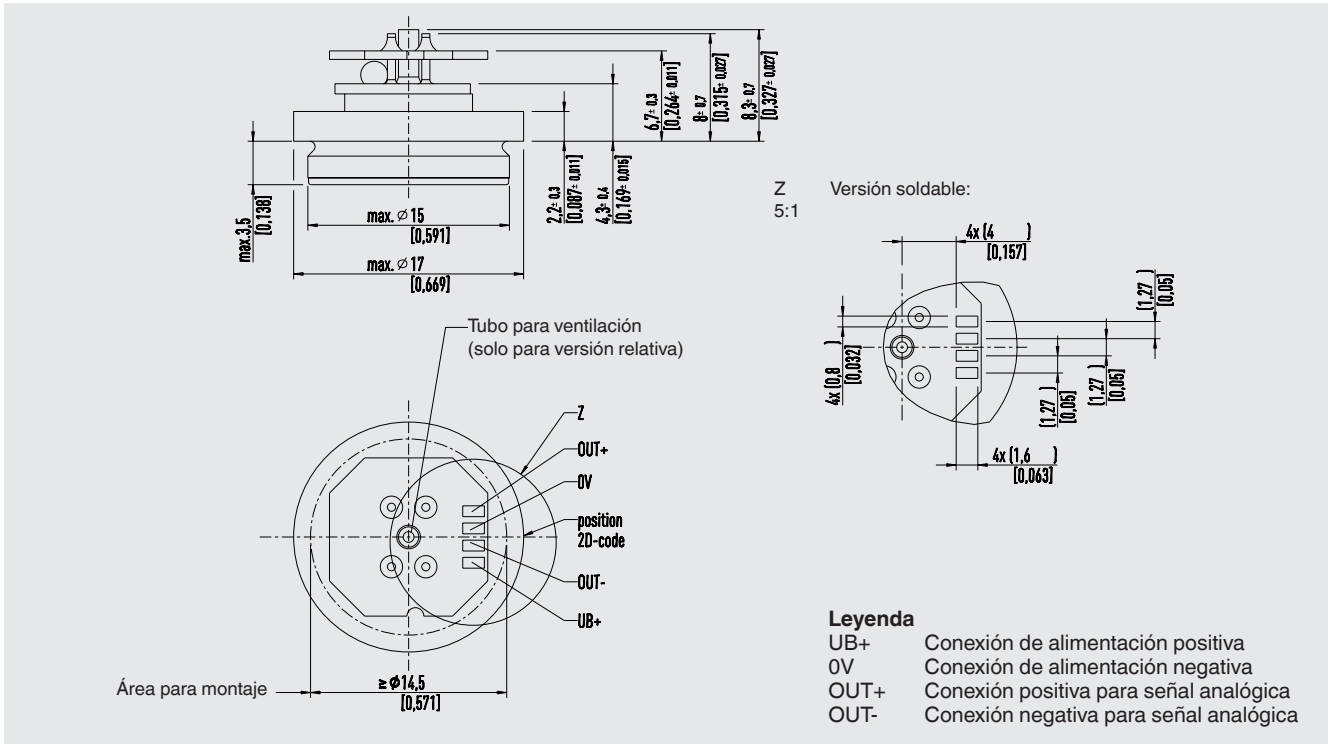 6,7± 0,3
[0,264± 0,011]
8± 0,7
[0,315± 0,027]
8,3± 0,7
[0,327± 0,027]
2,2± 0,3
[0,087± 0,011]
4,3± 0,4
[0,169± 0,015]
max.3,5
[0,138]
max. ⌀ 15
[0,591]
max. ⌀ 17
[0,669]
Z Versión soldable:
5:1
4x (4 )
[0,157]
(1,27 )
[0,05]
(1,27 )
[0,05]
(1,27 )
[0,05]
4x (0,8 )
[0,032]
4x (1,6 )
[0,063]
Tubo para ventilación
(solo para versión relativa)
Z
OUT+
0V
position
2D-code
OUT-
UB+
Área para montaje
≥ ⌀14,5
[0,571]
Leyenda
UB+ Conexión de alimentación positiva
0V Conexión de alimentación negativa
OUT+ Conexión positiva para señal analógica
OUT- Conexión negativa para señal analógica